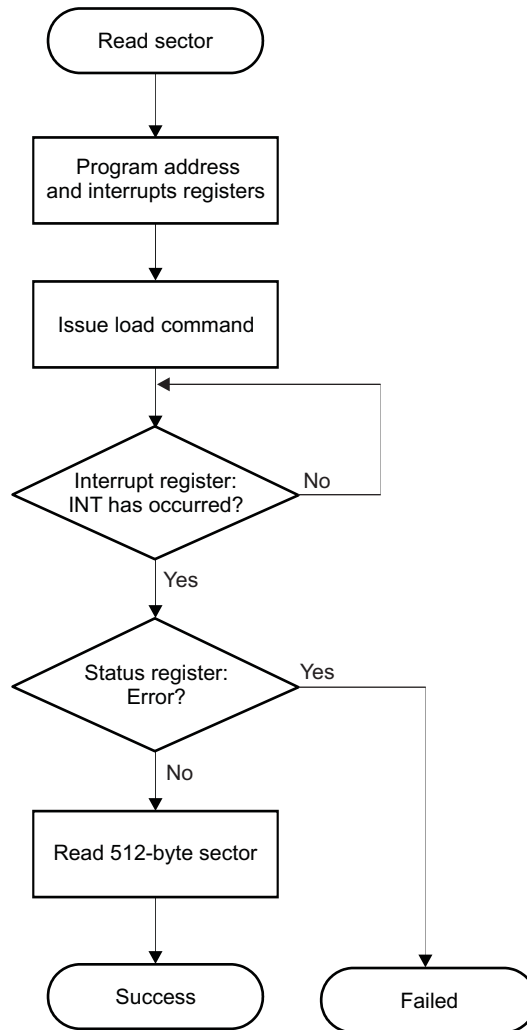 Read sector
Program address
and interrupts registers
Issue load command
Interrupt register:
INT has occurred?
No
Yes
Status register:
Error?
Yes
No
Read 512-byte sector
Success
Failed